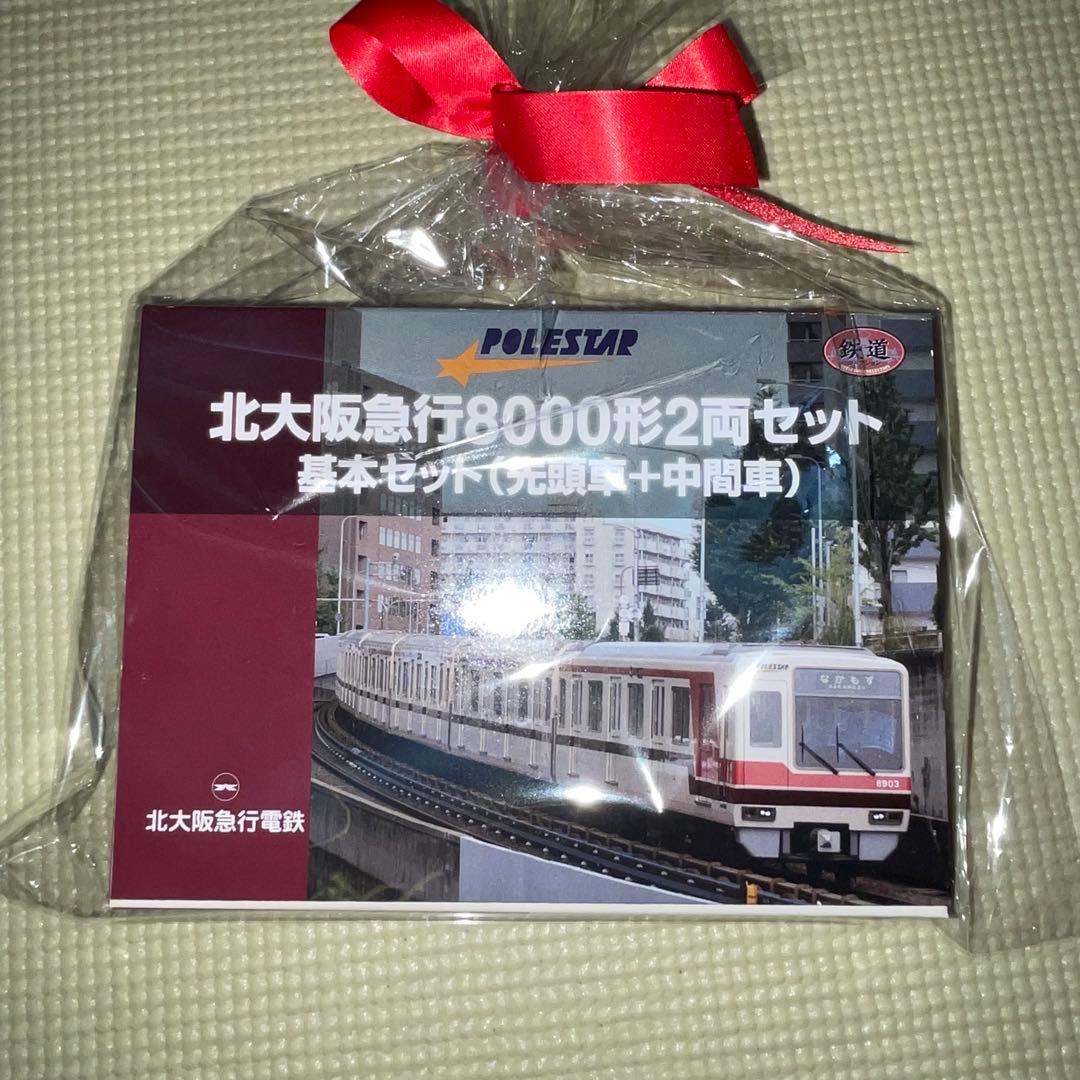 POLESTAR
鉄道
北大阪急行8000形2両セット
基本セット(先頭車+中間車)
POLESTAR
なかもず
8903
北大阪急行電鉄